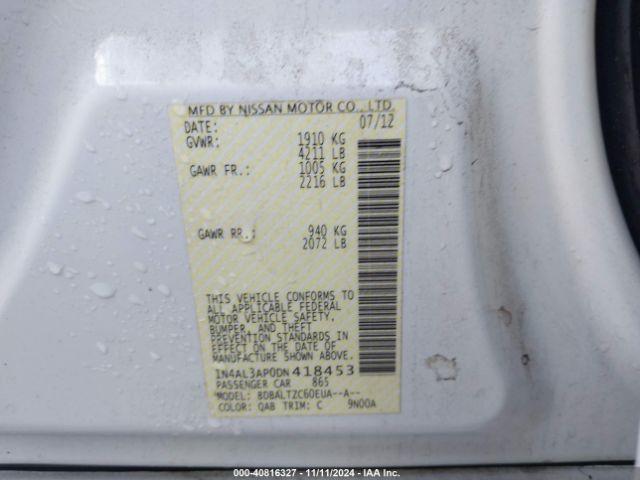 MFD BY NISSAN MOTOR CO., LTD.
DATE: 07/12
GVWR: 1910 KG
4211 LB
GAWR FR.: 1005 KG
2216 LB
GAWR RR.: 940 KG
2072 LB
THIS VEHICLE CONFORMS TO
ALL APPLICABLE FEDERAL
MOTOR VEHICLE SAFETY,
BUMPER, AND THEFT
PREVENTION STANDARDS IN
EFFECT ON THE DATE OF
MANUFACTURE SHOWN ABOVE.
1N4AL3AP0DN418453
PASSENGER CAR 865
MODEL: BDBALTZC60EUA--A--
COLOR: QAB TRIM: C 9N00A
000-40816327 - 11/11/2024 - IAA Inc.